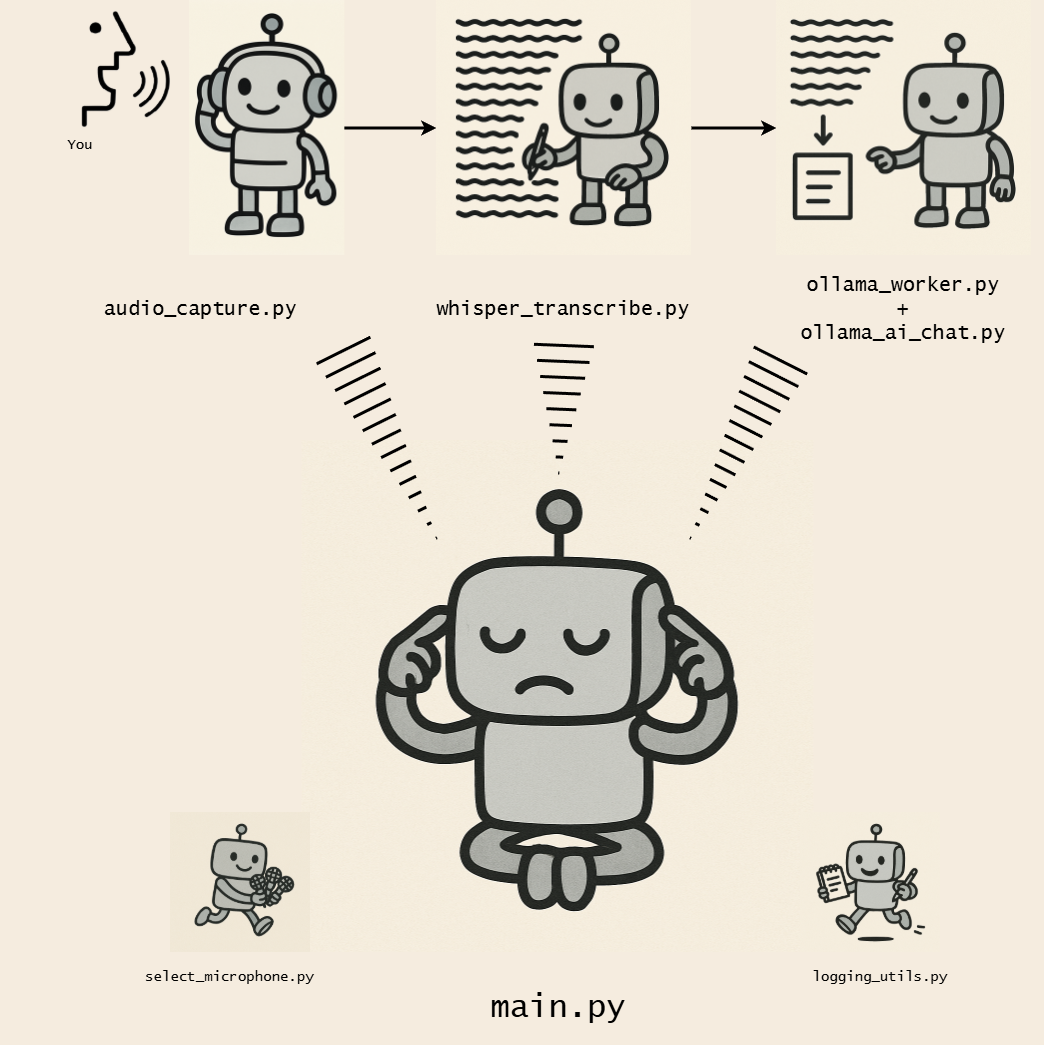 You
audio_capture.py
whisper_transcribe.py
ollama_worker.py
+
ollama_ai_chat.py
select_microphone.py
logging_utils.py
main.py